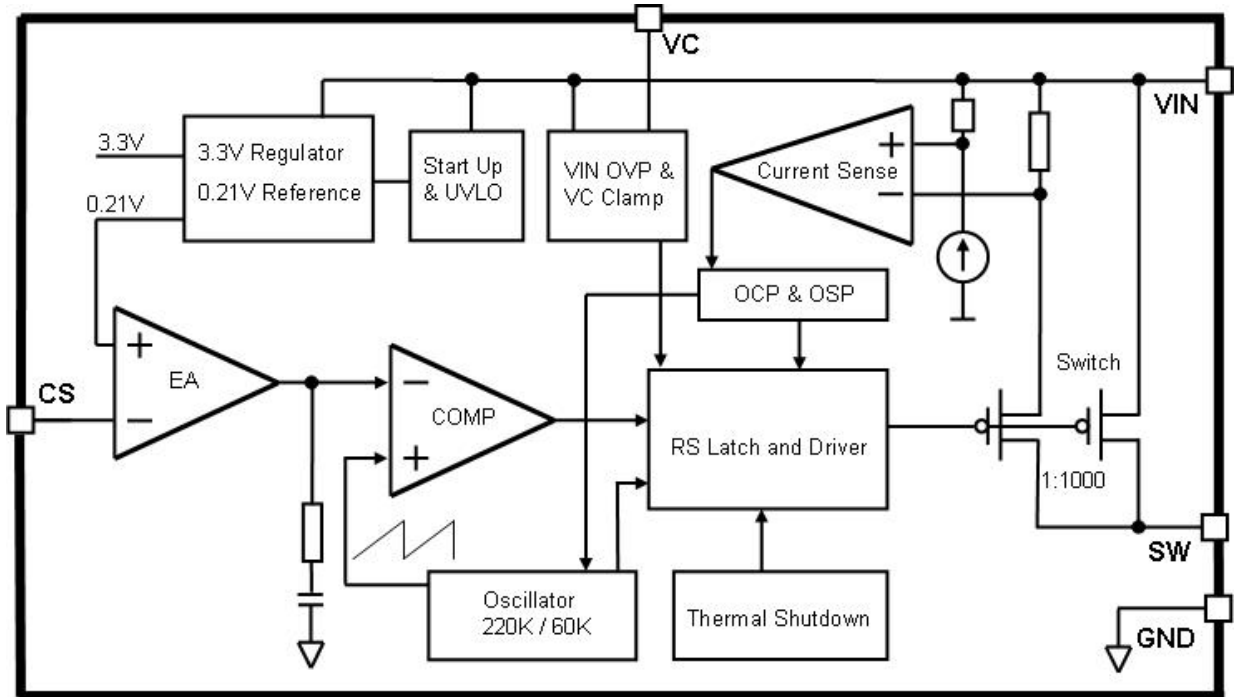 VC
VIN
3.3V
3.3V Regulator
0.21V Reference
0.21V
Start Up
& UVLO
VIN OVP &
VC Clamp
+
Current Sense
−
OCP & OSP
CS
+
EA
−
−
COMP
+
RS Latch and Driver
Switch
1:1000
SW
Oscillator
220K / 60K
Thermal Shutdown
GND